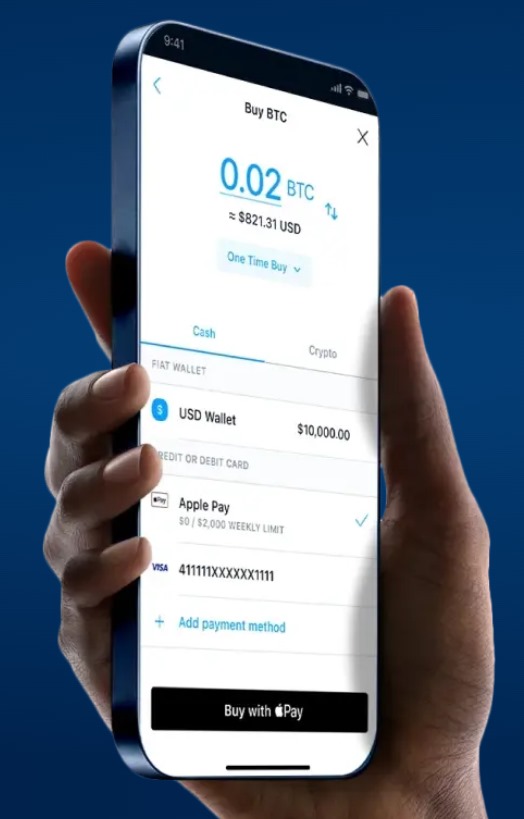 9:41
Buy BTC
0.02 BTC
≈ $821.31 USD
One Time Buy
Cash
Crypto
FIAT WALLET
USD Wallet
$10,000.00
REDIT OR DEBIT CARD
Pay
Apple Pay
$0 / $2,000 WEEKLY LIMIT
VISA 411111XXXXXX1111
+ Add payment method
Buy with Pay